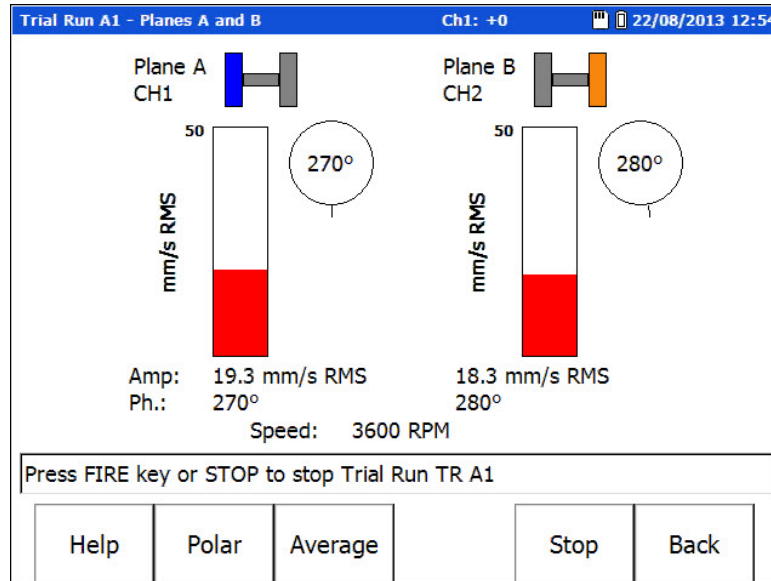 Trial Run A1 - Planes A and B Ch1: +0 22/08/2013 12:54
Plane A
CH1
Plane B
CH2
50
270°
mm/s RMS
50
280°
mm/s RMS
Amp: 19.3 mm/s RMS 18.3 mm/s RMS
Ph.: 270° 280°
Speed: 3600 RPM
Press FIRE key or STOP to stop Trial Run TR A1
Help Polar Average Stop Back